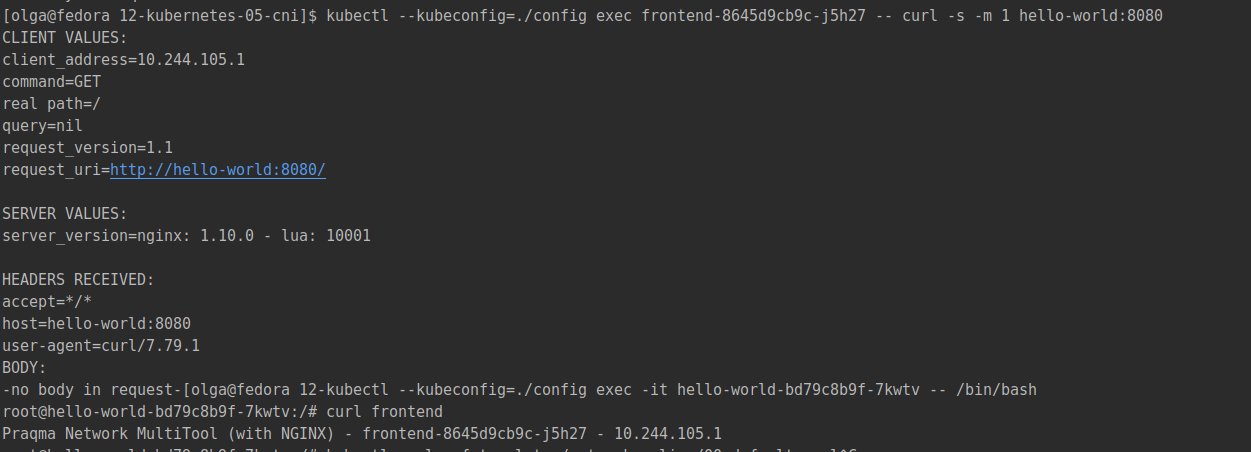 [olga@fedora 12-kubernetes-05-cni]$ kubectl --kubeconfig=./config exec frontend-8645d9cb9c-j5h27 -- curl -s -m 1 hello-world:8080
CLIENT VALUES:
client_address=10.244.105.1
command=GET
real path=/
query=nil
request_version=1.1
request_uri=http://hello-world:8080/
SERVER VALUES:
server_version=nginx: 1.10.0 - lua: 10001
HEADERS RECEIVED:
accept=*/*
host=hello-world:8080
user-agent=curl/7.79.1
BODY:
-no body in request-[olga@fedora 12-kubectl --kubeconfig=./config exec -it hello-world-bd79c8b9f-7kwtv -- /bin/bash
root@hello-world-bd79c8b9f-7kwtv:/# curl frontend
Praqma Network MultiTool (with NGINX) - frontend-8645d9cb9c-j5h27 - 10.244.105.1